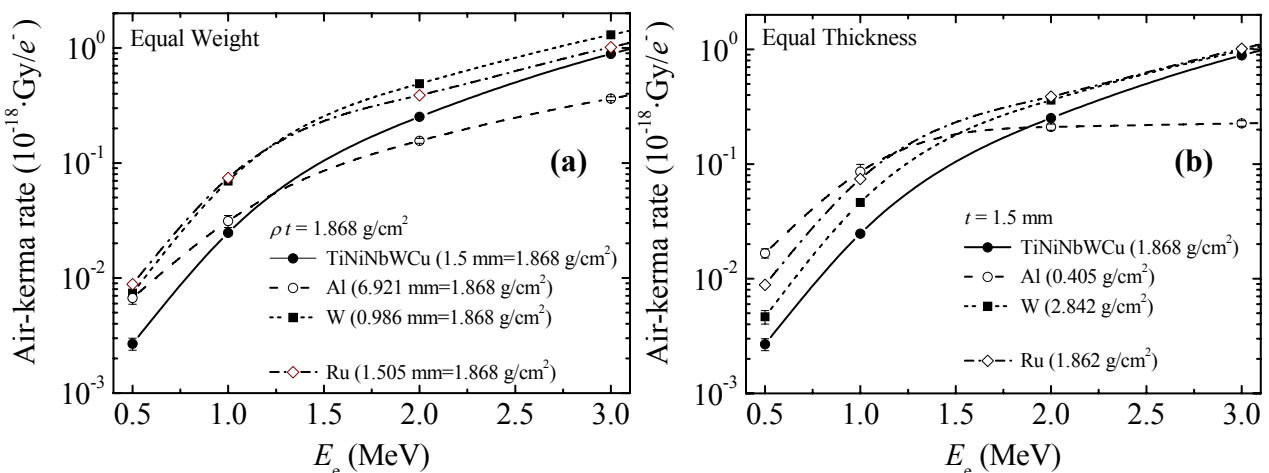 Equal Weight
(a)
ρ t = 1.868 g/cm²
TiNiNbWCu (1.5 mm=1.868 g/cm²)
Al (6.921 mm=1.868 g/cm²)
W (0.986 mm=1.868 g/cm²)
Ru (1.505 mm=1.868 g/cm²)
Air-kerma rate (10⁻¹⁸·Gy/e⁻)
10⁰
10⁻¹
10⁻²
10⁻³
0.5 1.0 1.5 2.0 2.5 3.0
Eₑ (MeV)
Equal Thickness
(b)
t = 1.5 mm
TiNiNbWCu (1.868 g/cm²)
Al (0.405 g/cm²)
W (2.842 g/cm²)
Ru (1.862 g/cm²)
Air-kerma rate (10⁻¹⁸·Gy/e⁻)
10⁰
10⁻¹
10⁻²
10⁻³
0.5 1.0 1.5 2.0 2.5 3.0
Eₑ (MeV)